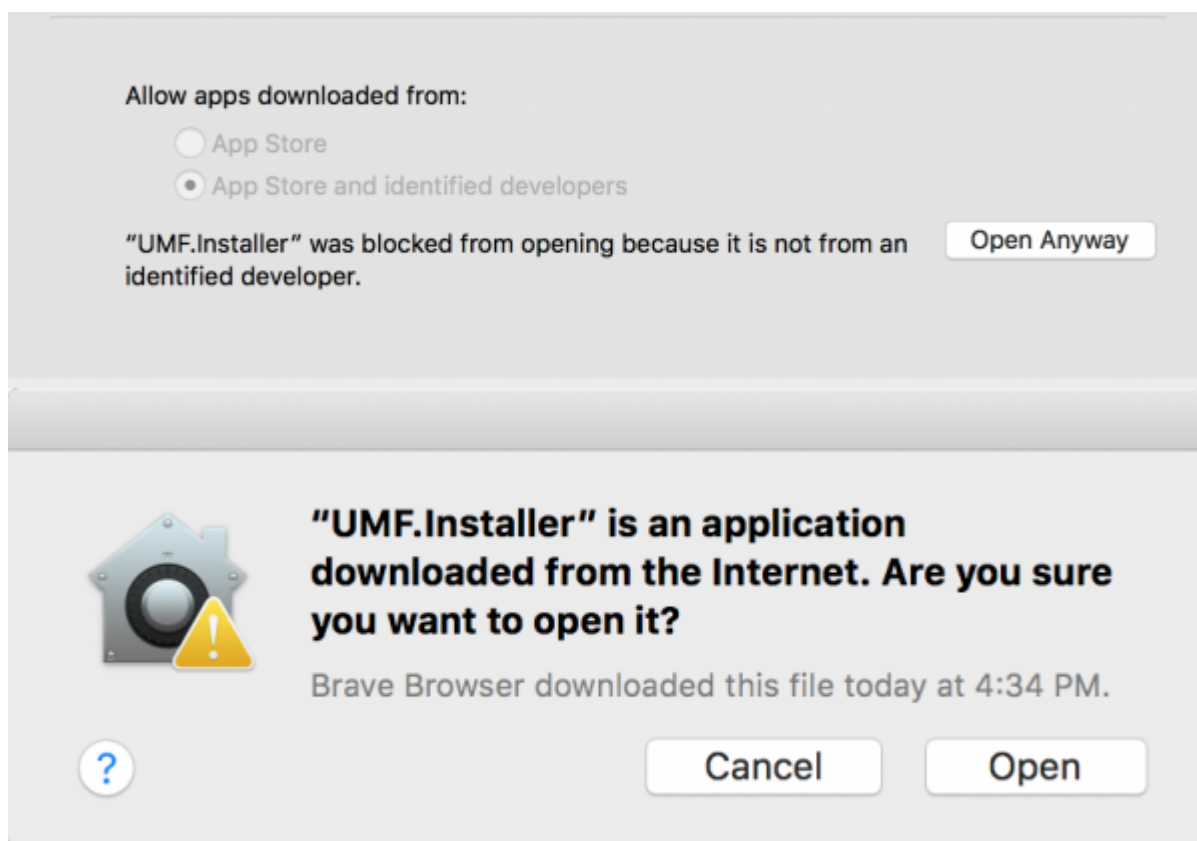 Allow apps downloaded from:
App Store
App Store and identified developers
“UMF.Installer” was blocked from opening because it is not from an
identified developer.
Open Anyway
“UMF.Installer” is an application
downloaded from the Internet. Are you sure
you want to open it?
Brave Browser downloaded this file today at 4:34 PM.
?
Cancel
Open